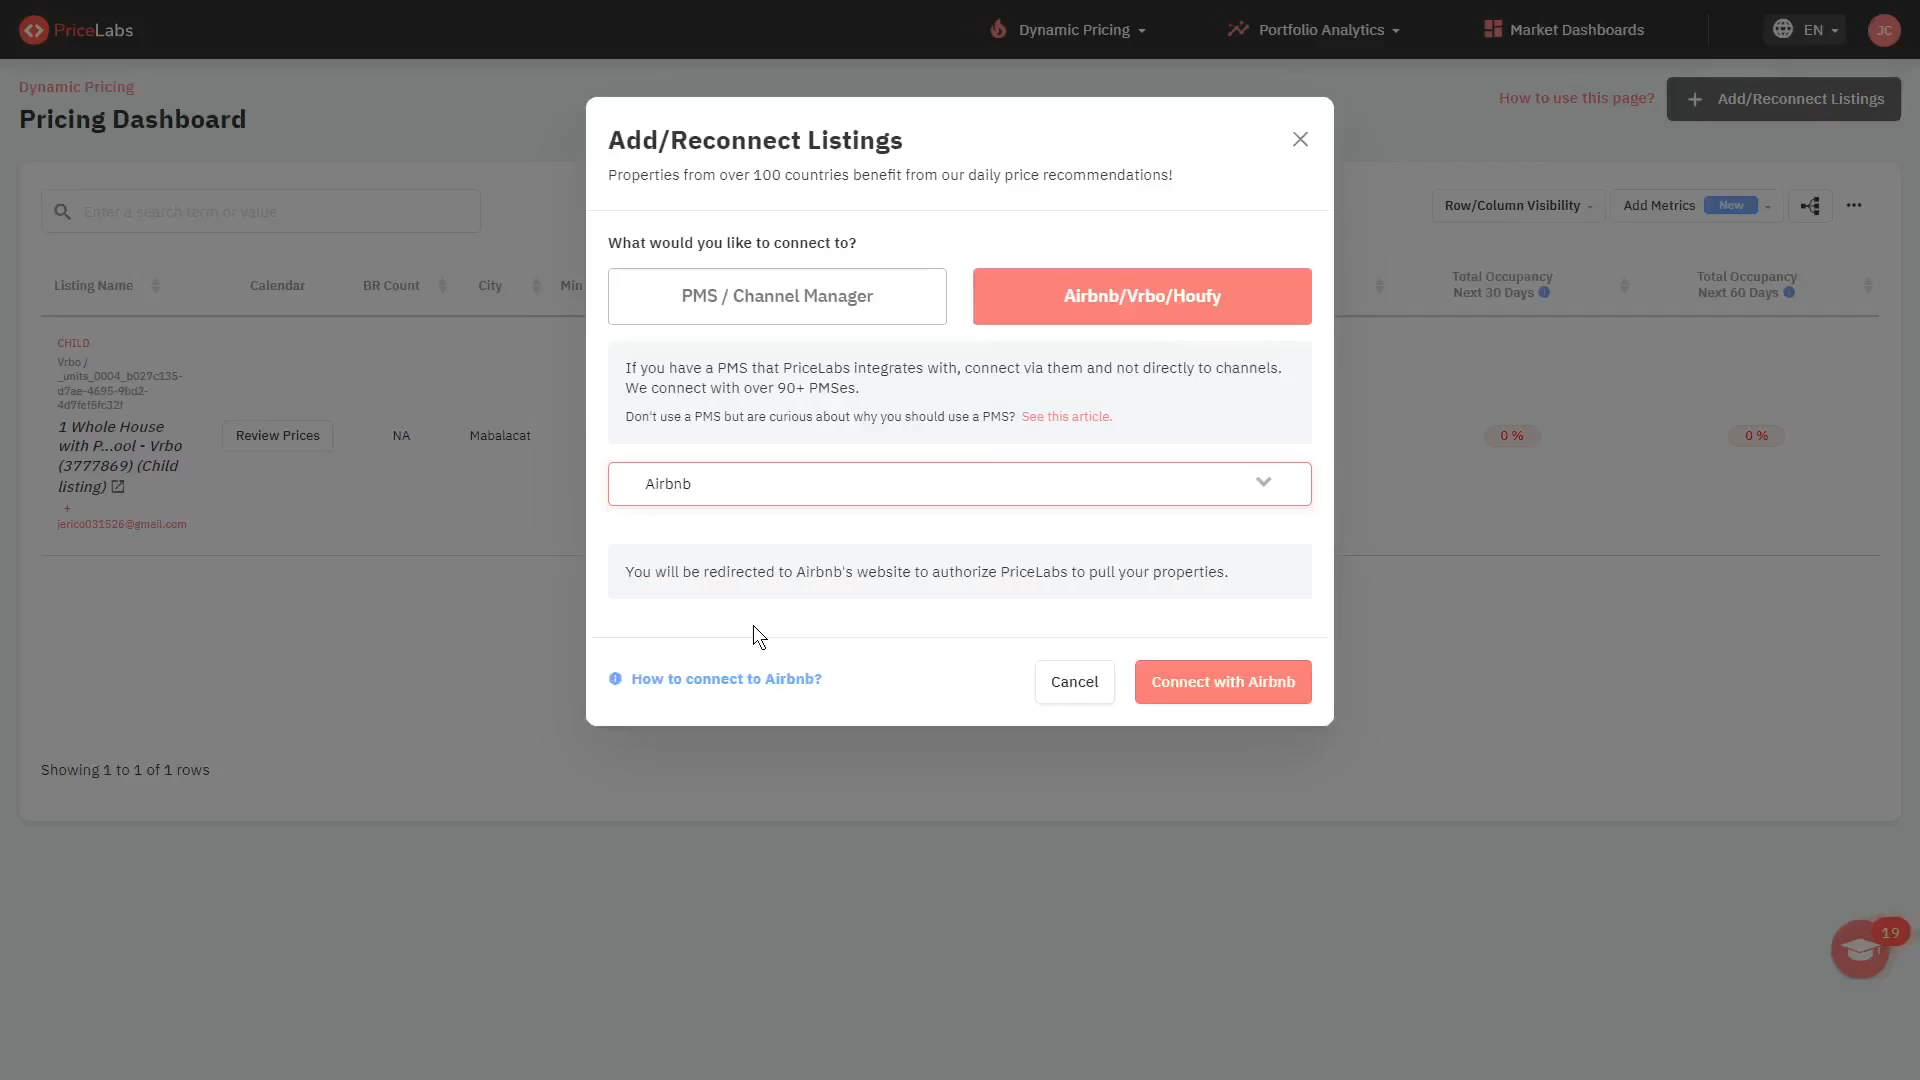 PriceLabs
Dynamic Pricing
Portfolio Analytics
Market Dashboards
EN
JC
Dynamic Pricing
Pricing Dashboard
How to use this page?
+ Add/Reconnect Listings
Enter a search term or value
Row/Column Visibility
Add Metrics New
Listing Name
Calendar
BR Count
City
Min
Total Occupancy
Next 30 Days
Total Occupancy
Next 60 Days
CHILD
Vrbo /
_units_0004_b027c135-
d7ae-4695-9bd2-
4d7fef5fc32f
1 Whole House
with P...ool - Vrbo
(3777869) (Child
listing)
+
jerico031526@gmail.com
Review Prices
NA
Mabalacat
0 %
0 %
Showing 1 to 1 of 1 rows
Add/Reconnect Listings
Properties from over 100 countries benefit from our daily price recommendations!
What would you like to connect to?
PMS / Channel Manager
Airbnb/Vrbo/Houfy
If you have a PMS that PriceLabs integrates with, connect via them and not directly to channels.
We connect with over 90+ PMSes.
Don't use a PMS but are curious about why you should use a PMS? See this article.
Airbnb
You will be redirected to Airbnb's website to authorize PriceLabs to pull your properties.
How to connect to Airbnb?
Cancel
Connect with Airbnb
19